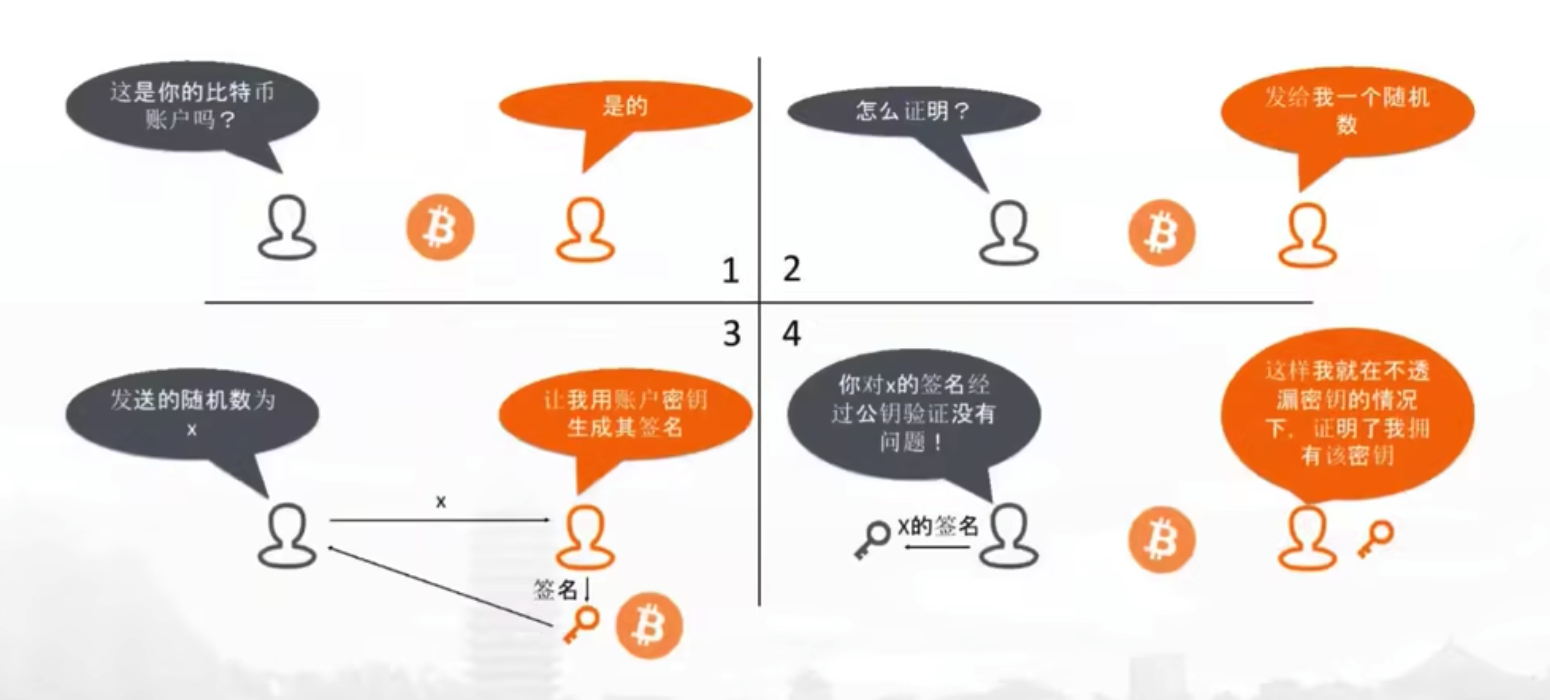 这是你的比特币
账户吗？
是的
1
怎么证明？
发给我一个随机
数
2
3
发送的随机数为
x
让我用账户密钥
生成其签名
x
签名
4
你对x的签名经
过公钥验证没有
问题！
这样我就在不透
漏密钥的情况
下，证明了我拥
有该密钥
X的签名